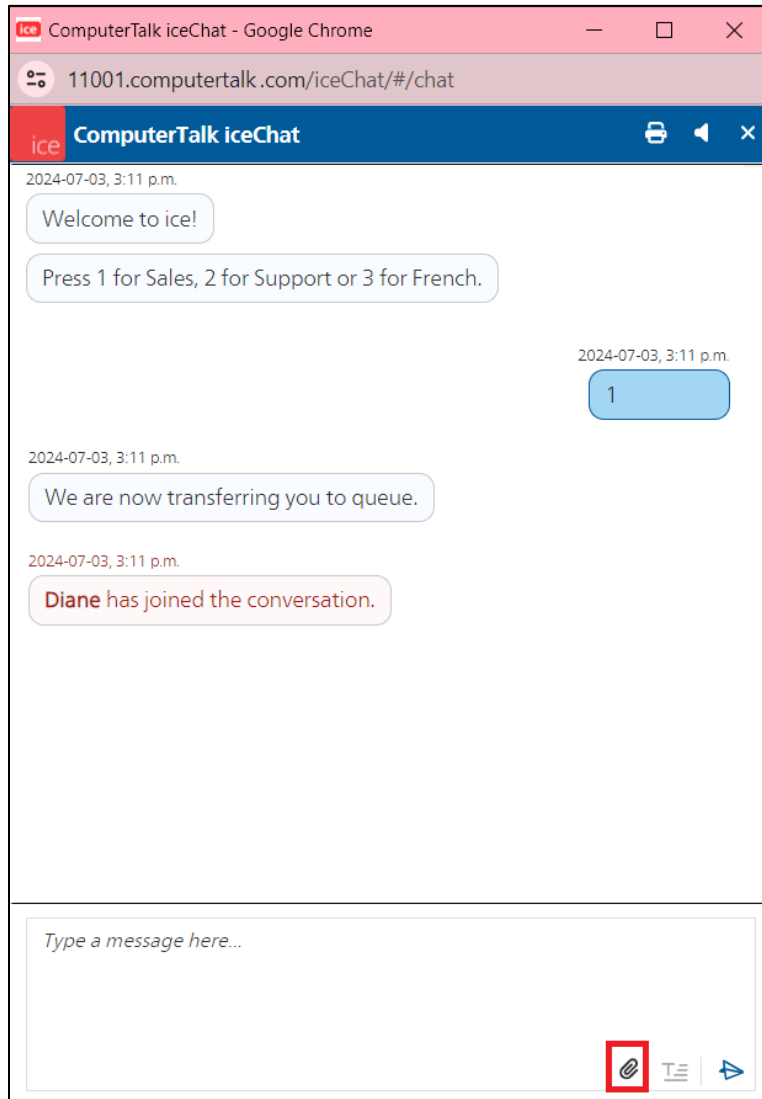 ice ComputerTalk iceChat - Google Chrome
11001.computertalk.com/iceChat/#/chat
ice ComputerTalk iceChat
2024-07-03, 3:11 p.m.
Welcome to ice!
Press 1 for Sales, 2 for Support or 3 for French.
2024-07-03, 3:11 p.m.
1
2024-07-03, 3:11 p.m.
We are now transferring you to queue.
2024-07-03, 3:11 p.m.
Diane has joined the conversation.
Type a message here...